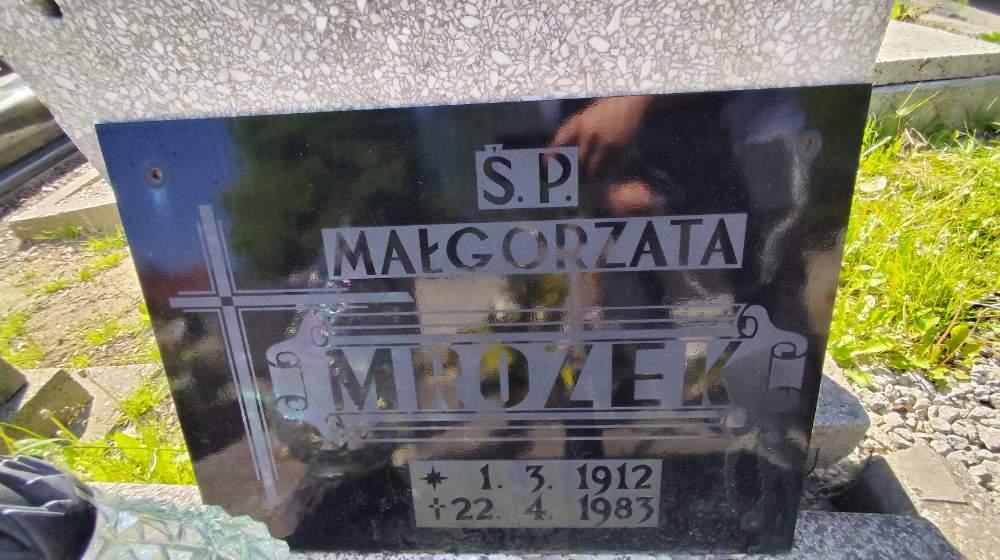 Ś. P.
MAŁGORZATA
MROZEK
1. 3. 1912
22. 4. 1983